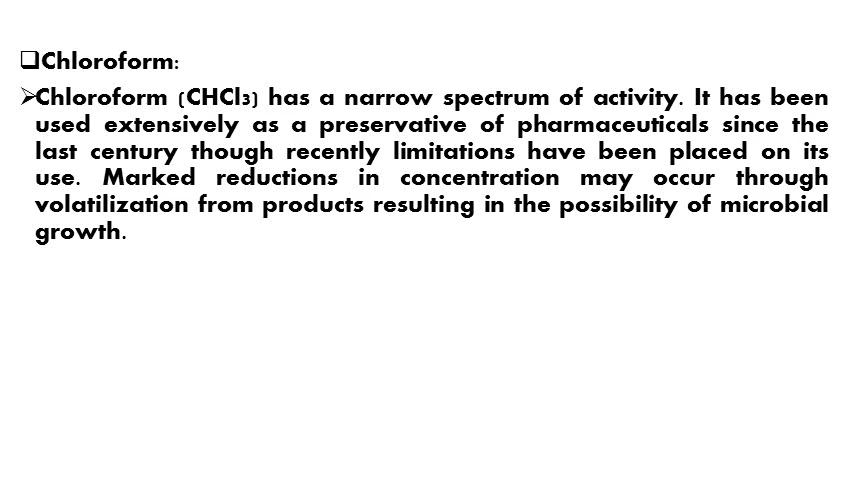 ❑Chloroform:
➢Chloroform (CHCl3) has a narrow spectrum of activity. It has been
used extensively as a preservative of pharmaceuticals since the
last century though recently limitations have been placed on its
use. Marked reductions in concentration may occur through
volatilization from products resulting in the possibility of microbial
growth.